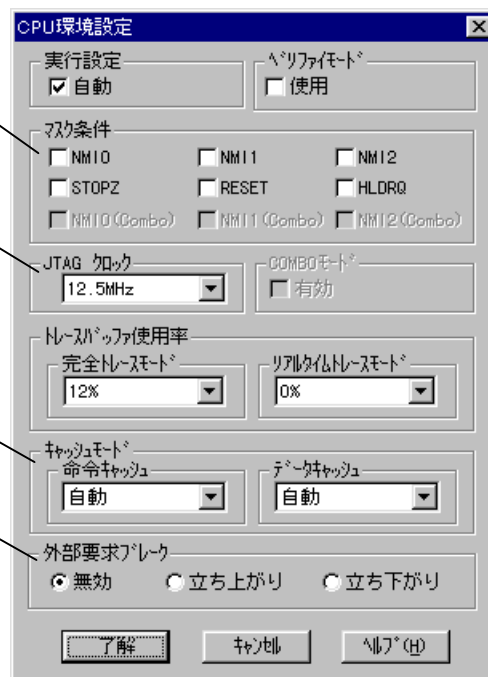 CPU環境設定
実行設定
自動
ﾍﾞﾘﾌｧｲﾓｰﾄﾞ
使用
ﾏｽｸ条件
NMI0 NMI1 NMI2
STOPZ RESET HLDRQ
NMI0(Combo) NMI1(Combo) NMI2(Combo)
JTAG ｸﾛｯｸ
12.5MHz
COMBOﾓｰﾄﾞ
有効
ﾄﾚｰｽﾊﾞｯﾌｧ使用率
完全ﾄﾚｰｽﾓｰﾄﾞ
12%
ﾘｱﾙﾀｲﾑﾄﾚｰｽﾓｰﾄﾞ
0%
ｷｬｯｼｭﾓｰﾄﾞ
命令ｷｬｯｼｭ
自動
ﾃﾞｰﾀｷｬｯｼｭ
自動
外部要求ﾌﾞﾚｰｸ
無効 立ち上がり 立ち下がり
了解 ｷｬﾝｾﾙ ﾍﾙﾌﾟ(H)